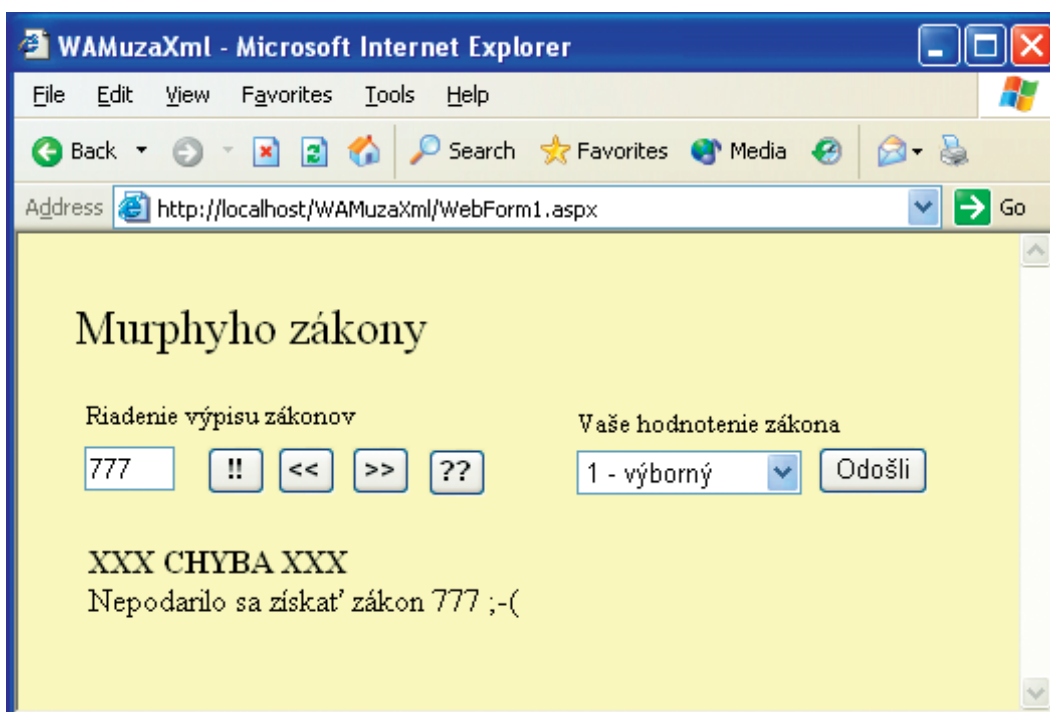 WAMuzaXml - Microsoft Internet Explorer
File Edit View Favorites Tools Help
Back Search Favorites Media
Address http://localhost/WAMuzaXml/WebForm1.aspx Go
Murphyho zákony
Riadenie výpisu zákonov
Vaše hodnotenie zákona
777 !! << >> ?? 1 - výborný Odošli
XXX CHYBA XXX
Nepodarilo sa získať zákon 777 ;-(